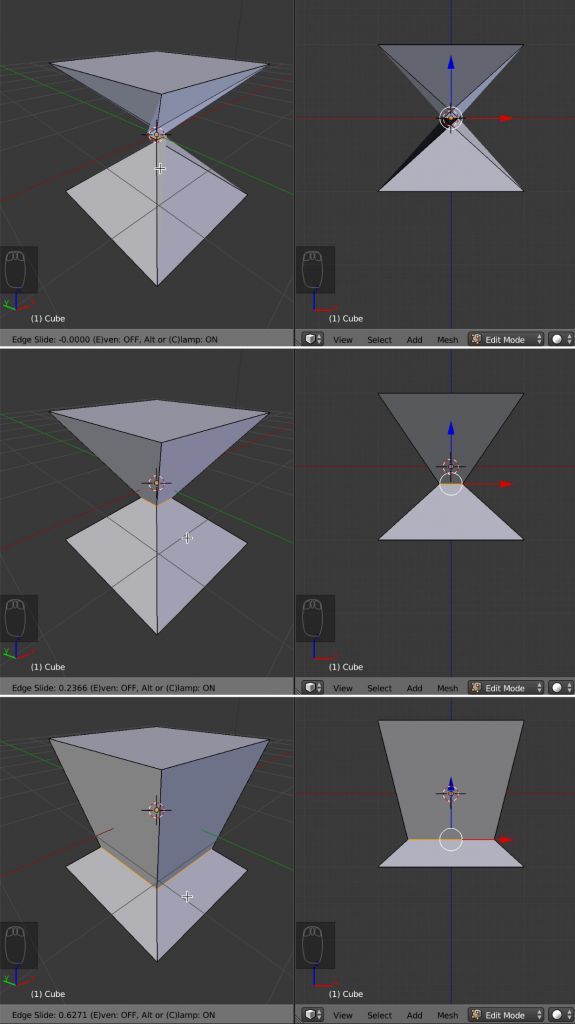 (1) Cube
(1) Cube
Edge Slide: -0.0000 (E)ven: OFF, Alt or (C)lamp: ON
View Select Add Mesh Edit Mode
(1) Cube
(1) Cube
Edge Slide: 0.2366 (E)ven: OFF, Alt or (C)lamp: ON
View Select Add Mesh Edit Mode
(1) Cube
(1) Cube
Edge Slide: 0.6271 (E)ven: OFF, Alt or (C)lamp: ON
View Select Add Mesh Edit Mode